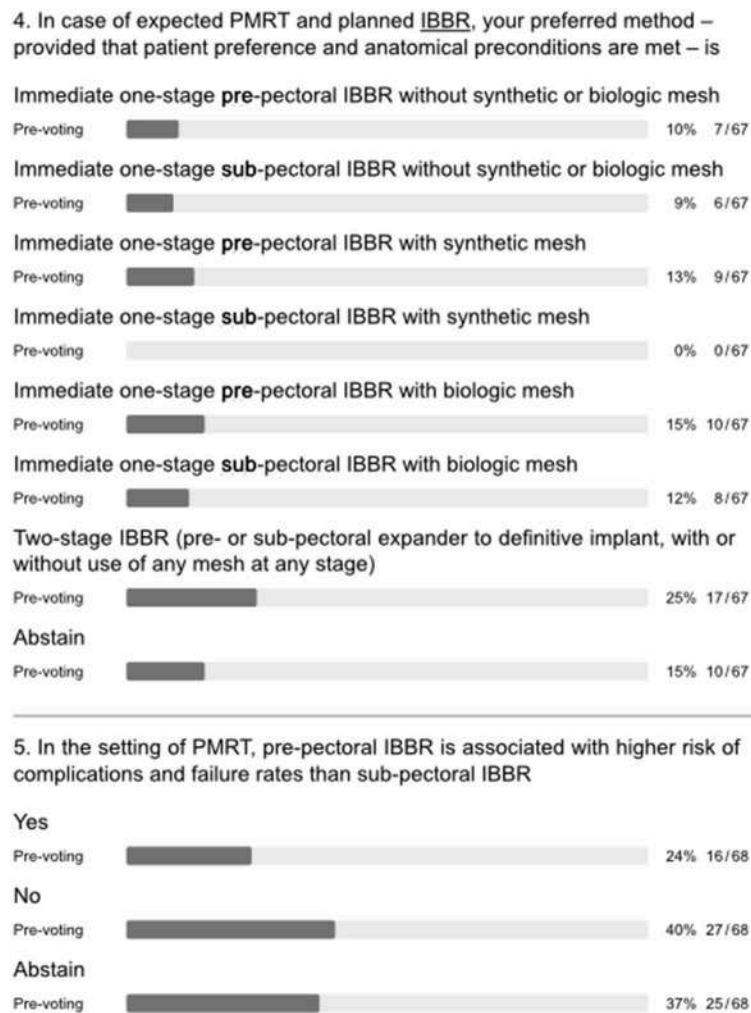 4. In case of expected PMRT and planned IBBR, your preferred method –
provided that patient preference and anatomical preconditions are met – is
Immediate one-stage pre-pectoral IBBR without synthetic or biologic mesh
Pre-voting 10% 7/67
Immediate one-stage sub-pectoral IBBR without synthetic or biologic mesh
Pre-voting 9% 6/67
Immediate one-stage pre-pectoral IBBR with synthetic mesh
Pre-voting 13% 9/67
Immediate one-stage sub-pectoral IBBR with synthetic mesh
Pre-voting 0% 0/67
Immediate one-stage pre-pectoral IBBR with biologic mesh
Pre-voting 15% 10/67
Immediate one-stage sub-pectoral IBBR with biologic mesh
Pre-voting 12% 8/67
Two-stage IBBR (pre- or sub-pectoral expander to definitive implant, with or
without use of any mesh at any stage)
Pre-voting 25% 17/67
Abstain
Pre-voting 15% 10/67
5. In the setting of PMRT, pre-pectoral IBBR is associated with higher risk of
complications and failure rates than sub-pectoral IBBR
Yes
Pre-voting 24% 16/68
No
Pre-voting 40% 27/68
Abstain
Pre-voting 37% 25/68